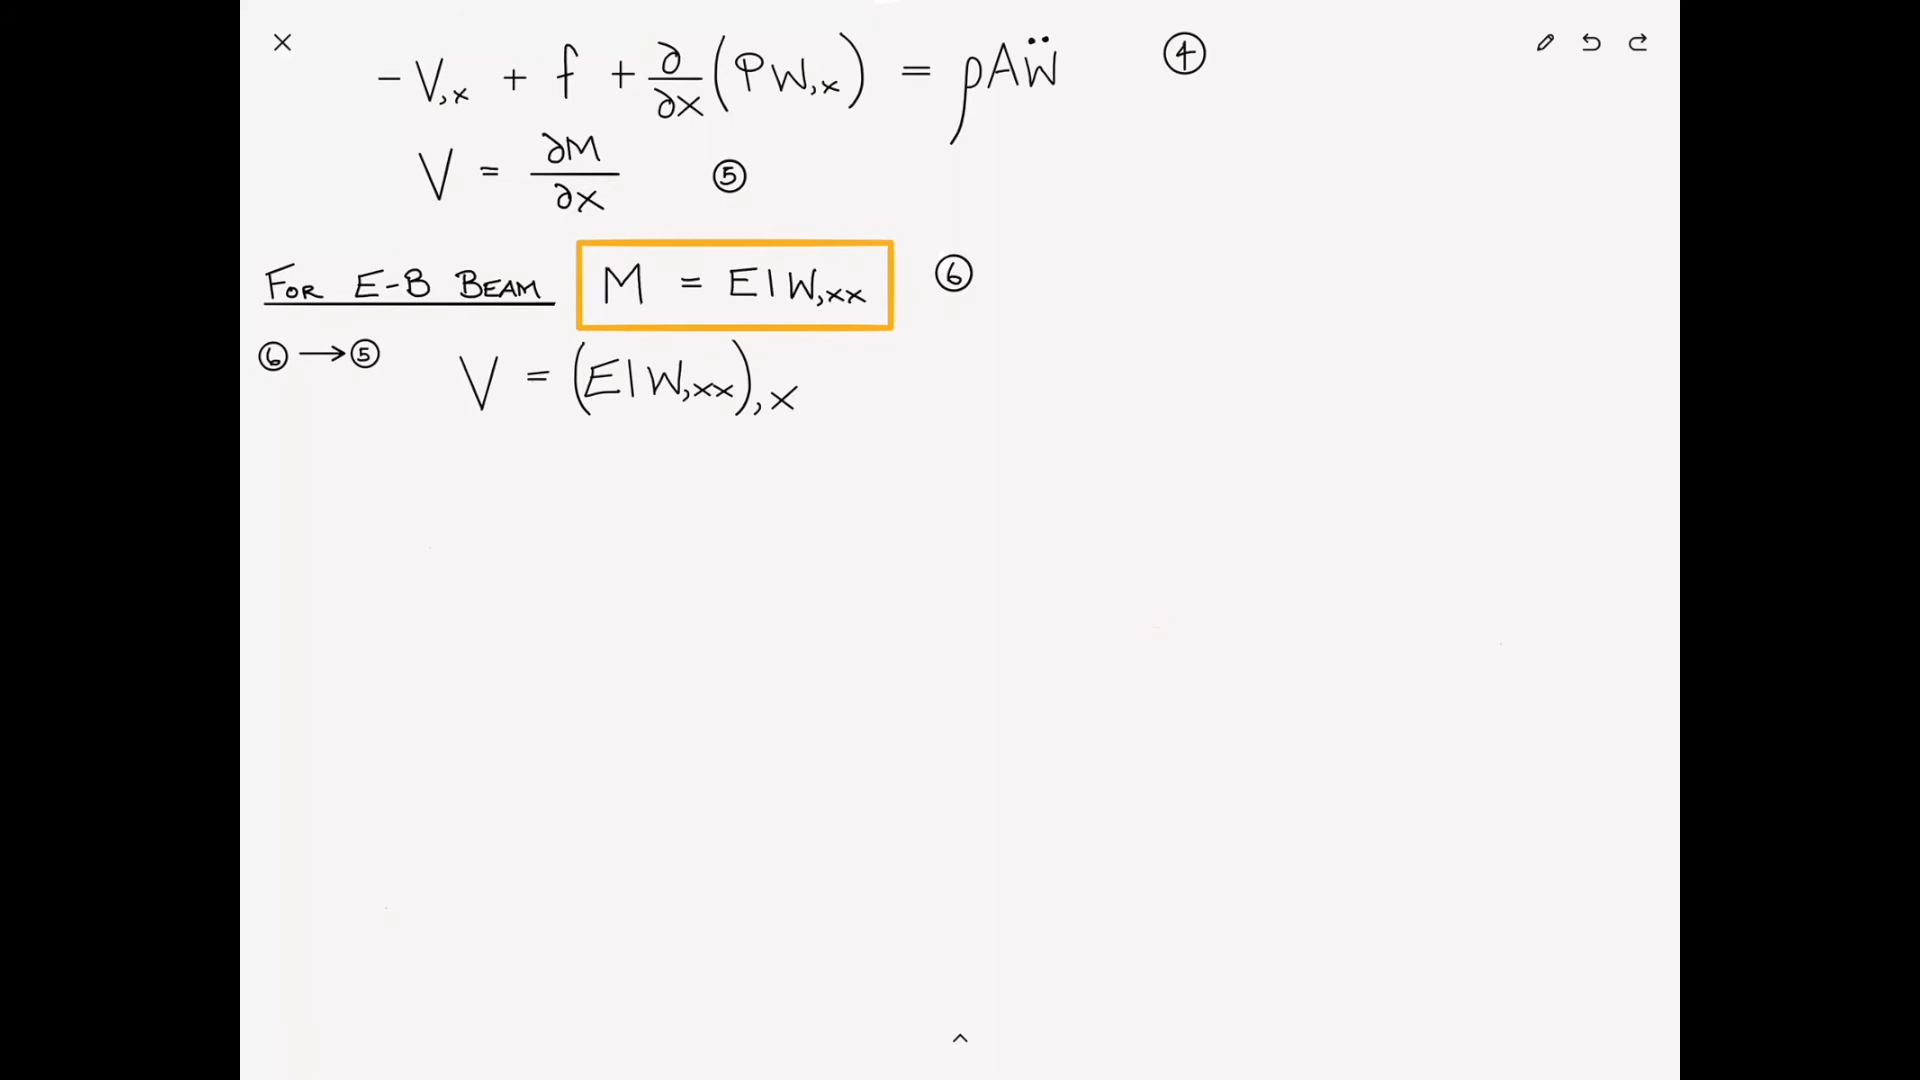 -V,x + f + ∂/∂x (PW,x) = ρAẅ ④
V = ∂M/∂x ⑤
FOR E-B BEAM M = EIW,xx ⑥
⑥ → ⑤ V = (EIW,xx),x